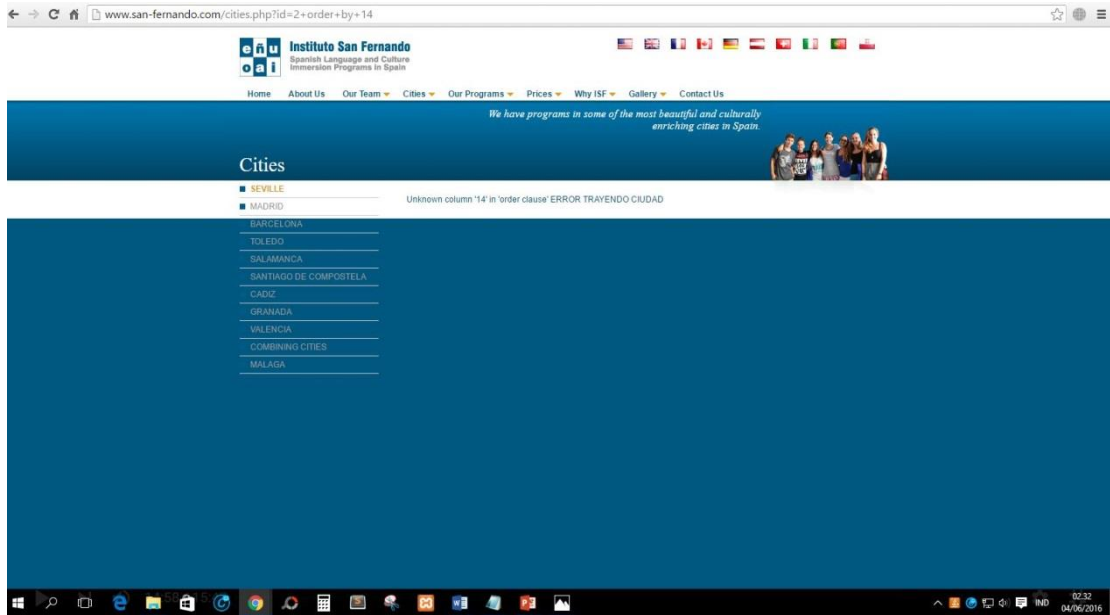 www.san-fernando.com/cities.php?id=2+order+by+14
eñu
oai
Instituto San Fernando
Spanish Language and Culture
Immersion Programs in Spain
Home About Us Our Team Cities Our Programs Prices Why ISF Gallery Contact Us
We have programs in some of the most beautiful and culturally
enriching cities in Spain.
Cities
SEVILLE
MADRID
BARCELONA
TOLEDO
SALAMANCA
SANTIAGO DE COMPOSTELA
CADIZ
GRANADA
VALENCIA
COMBINING CITIES
MALAGA
Unknown column '14' in 'order clause' ERROR TRAYENDO CIUDAD
IND
02.32
04/06/2016